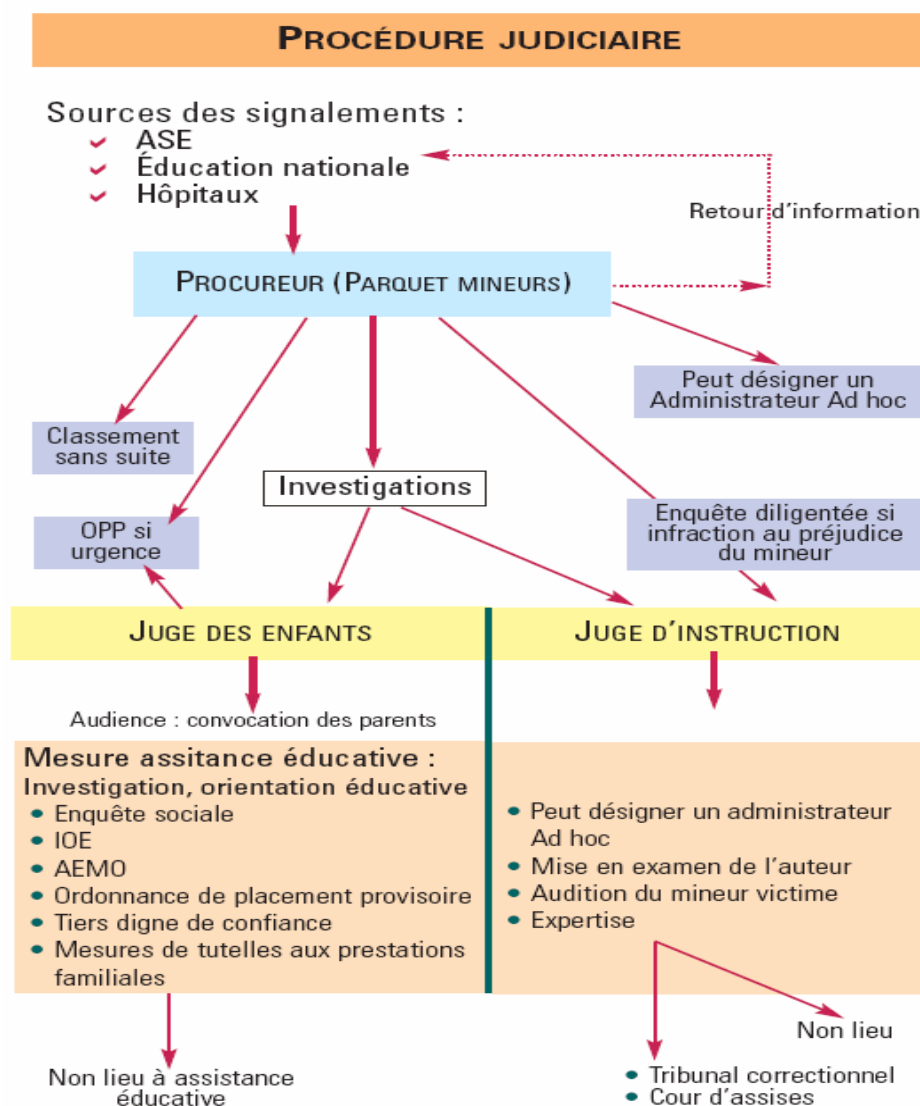 PROCÉDURE JUDICIAIRE
Sources des signalements :
ASE
Éducation nationale
Hôpitaux
Retour d'information
PROCUREUR (PARQUET MINEURS)
Peut désigner un
Administrateur Ad hoc
Classement
sans suite
Investigations
OPP si
urgence
Enquête diligentée si
infraction au préjudice
du mineur
JUGE DES ENFANTS
JUGE D'INSTRUCTION
Audience : convocation des parents
Mesure assitance éducative :
Investigation, orientation éducative
• Enquête sociale
• IOE
• AEMO
• Ordonnance de placement provisoire
• Tiers digne de confiance
• Mesures de tutelles aux prestations
familiales
• Peut désigner un administrateur
Ad hoc
• Mise en examen de l'auteur
• Audition du mineur victime
• Expertise
Non lieu à assistance
éducative
Non lieu
• Tribunal correctionnel
• Cour d'assises